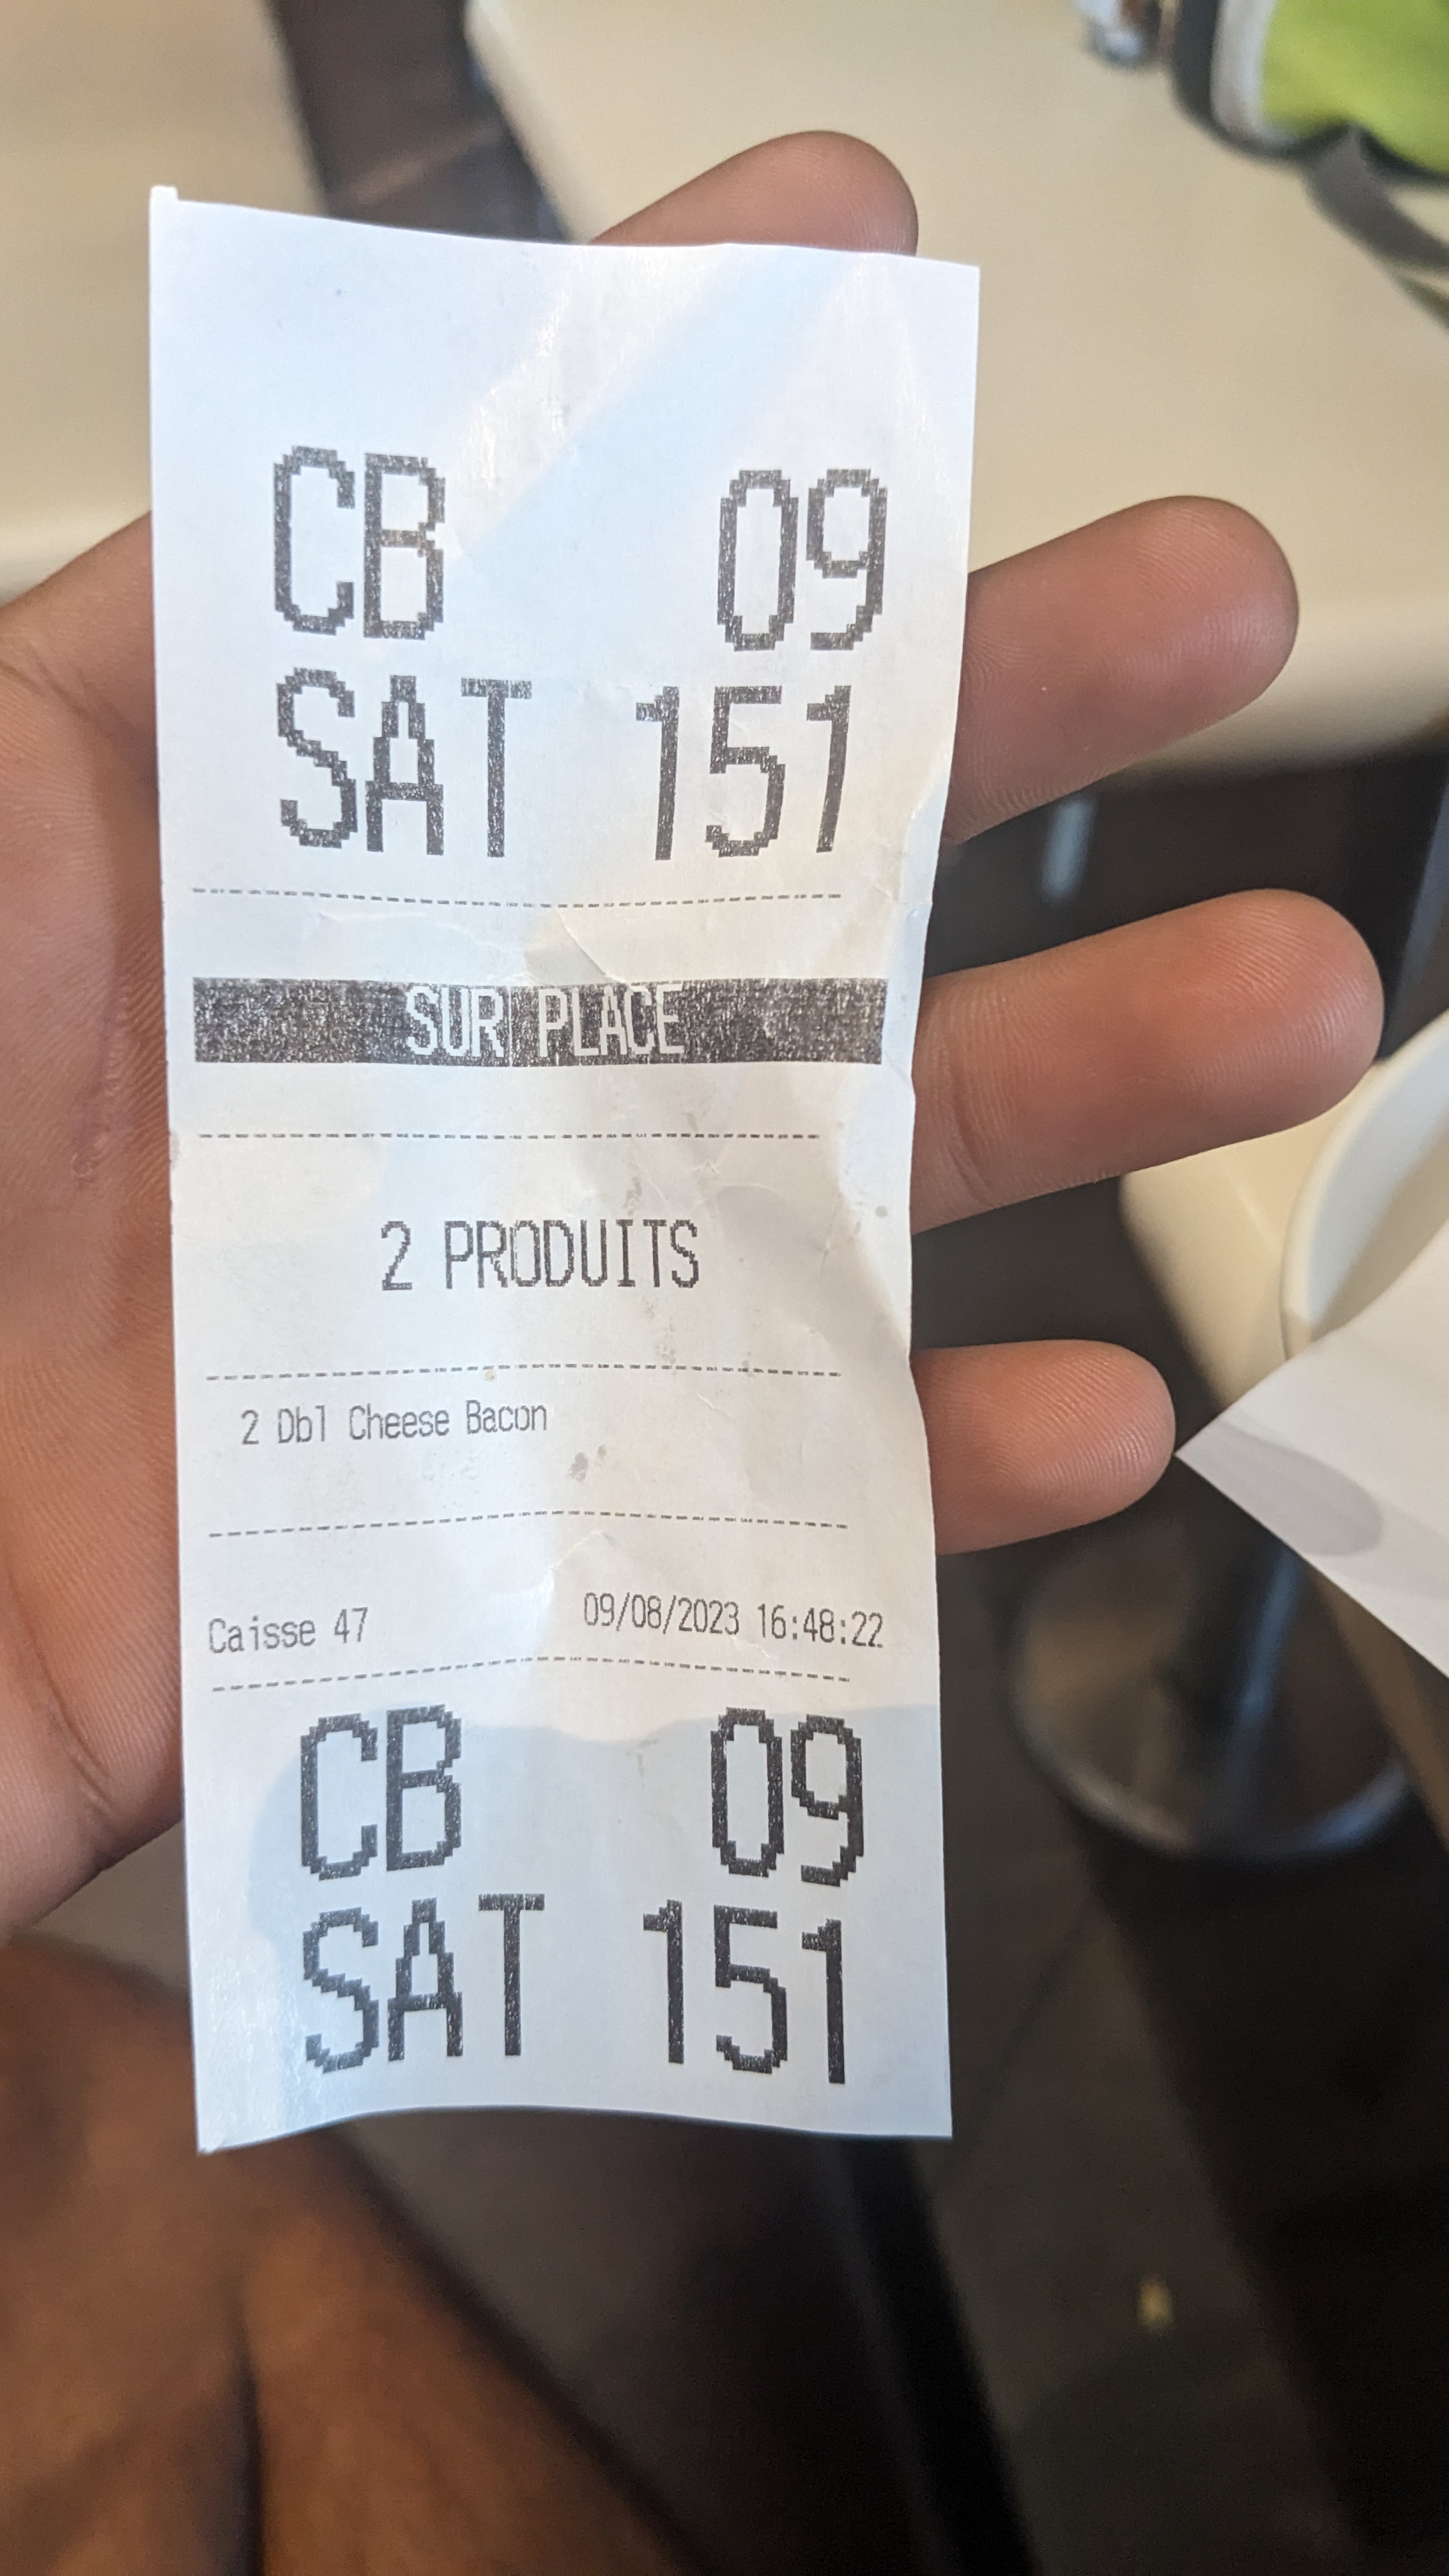 CB 09
SAT 151
SUR PLACE
2 PRODUITS
2 Dbl Cheese Bacon
Caisse 47 09/08/2023 16:48:22
CB 09
SAT 151